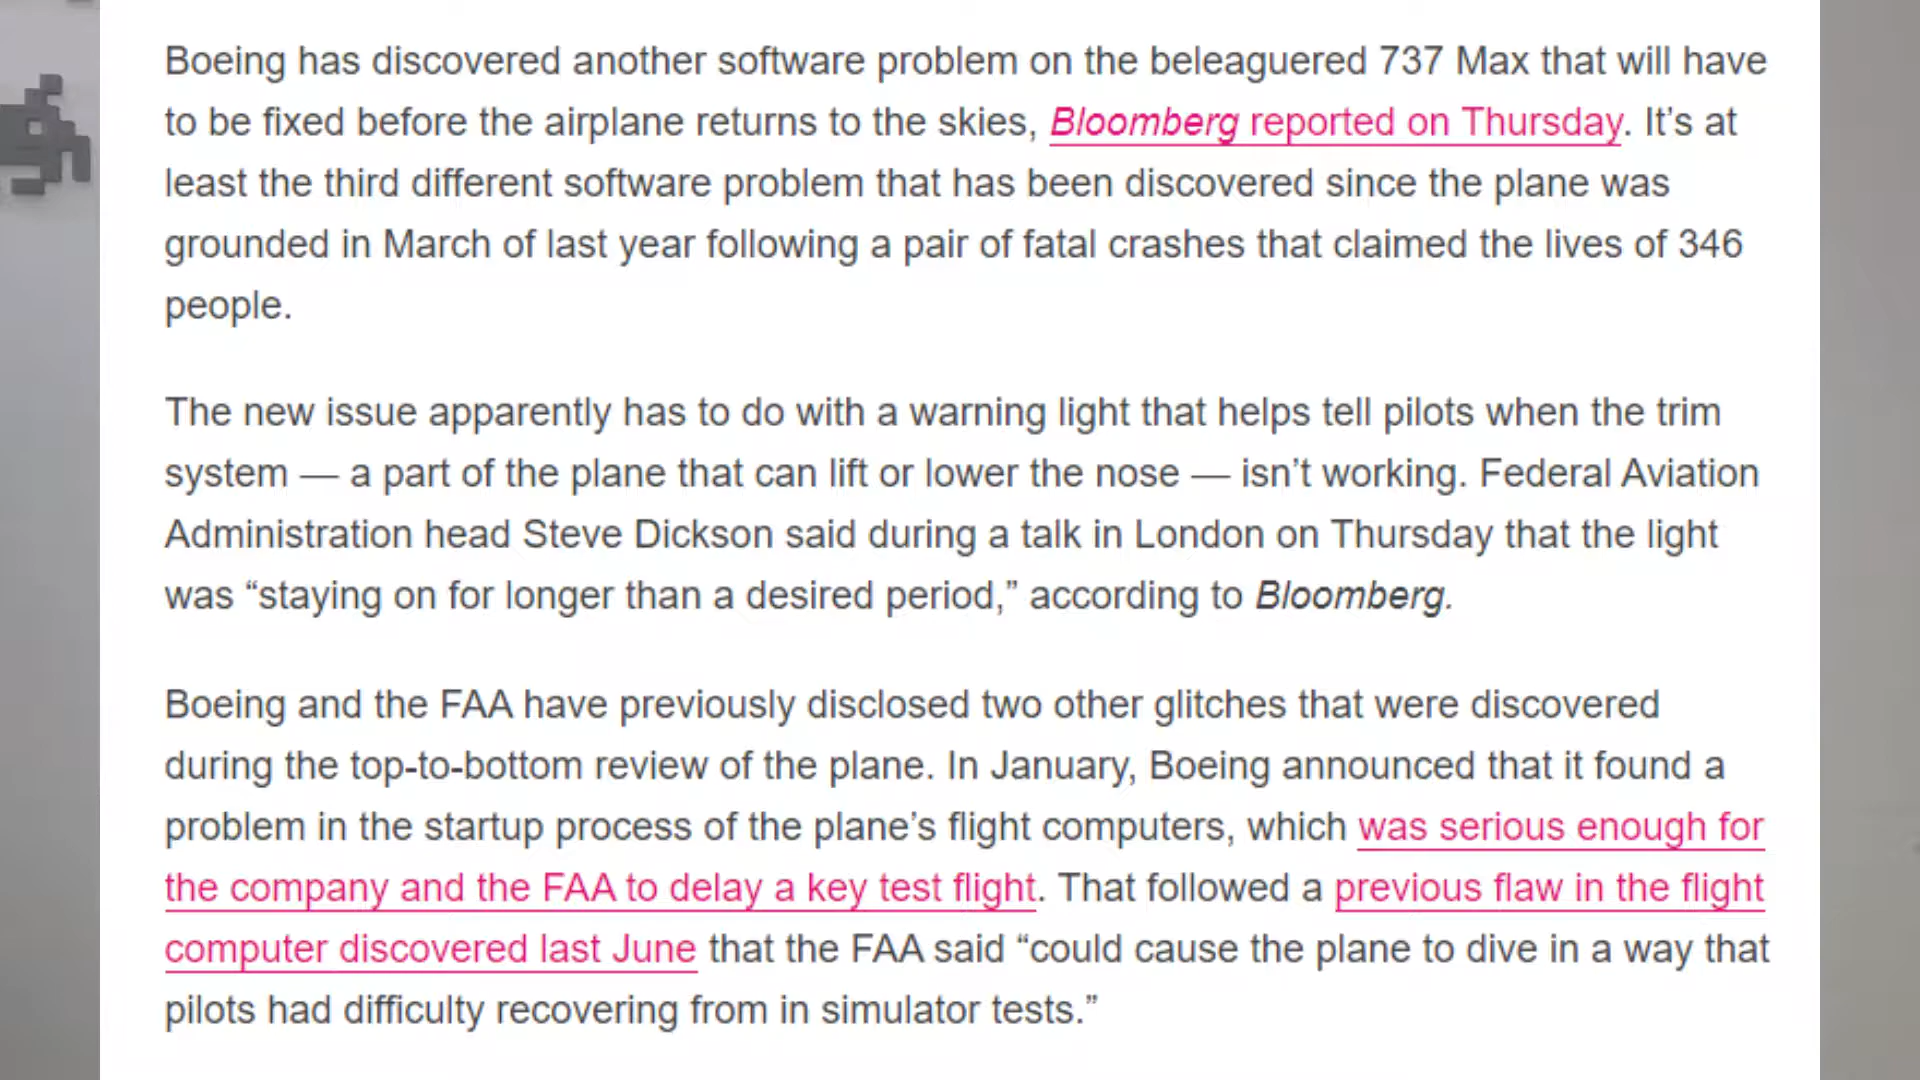 Boeing has discovered another software problem on the beleaguered 737 Max that will have
to be fixed before the airplane returns to the skies, Bloomberg reported on Thursday. It’s at
least the third different software problem that has been discovered since the plane was
grounded in March of last year following a pair of fatal crashes that claimed the lives of 346
people.
The new issue apparently has to do with a warning light that helps tell pilots when the trim
system — a part of the plane that can lift or lower the nose — isn’t working. Federal Aviation
Administration head Steve Dickson said during a talk in London on Thursday that the light
was “staying on for longer than a desired period,” according to Bloomberg.
Boeing and the FAA have previously disclosed two other glitches that were discovered
during the top-to-bottom review of the plane. In January, Boeing announced that it found a
problem in the startup process of the plane’s flight computers, which was serious enough for
the company and the FAA to delay a key test flight. That followed a previous flaw in the flight
computer discovered last June that the FAA said “could cause the plane to dive in a way that
pilots had difficulty recovering from in simulator tests.”